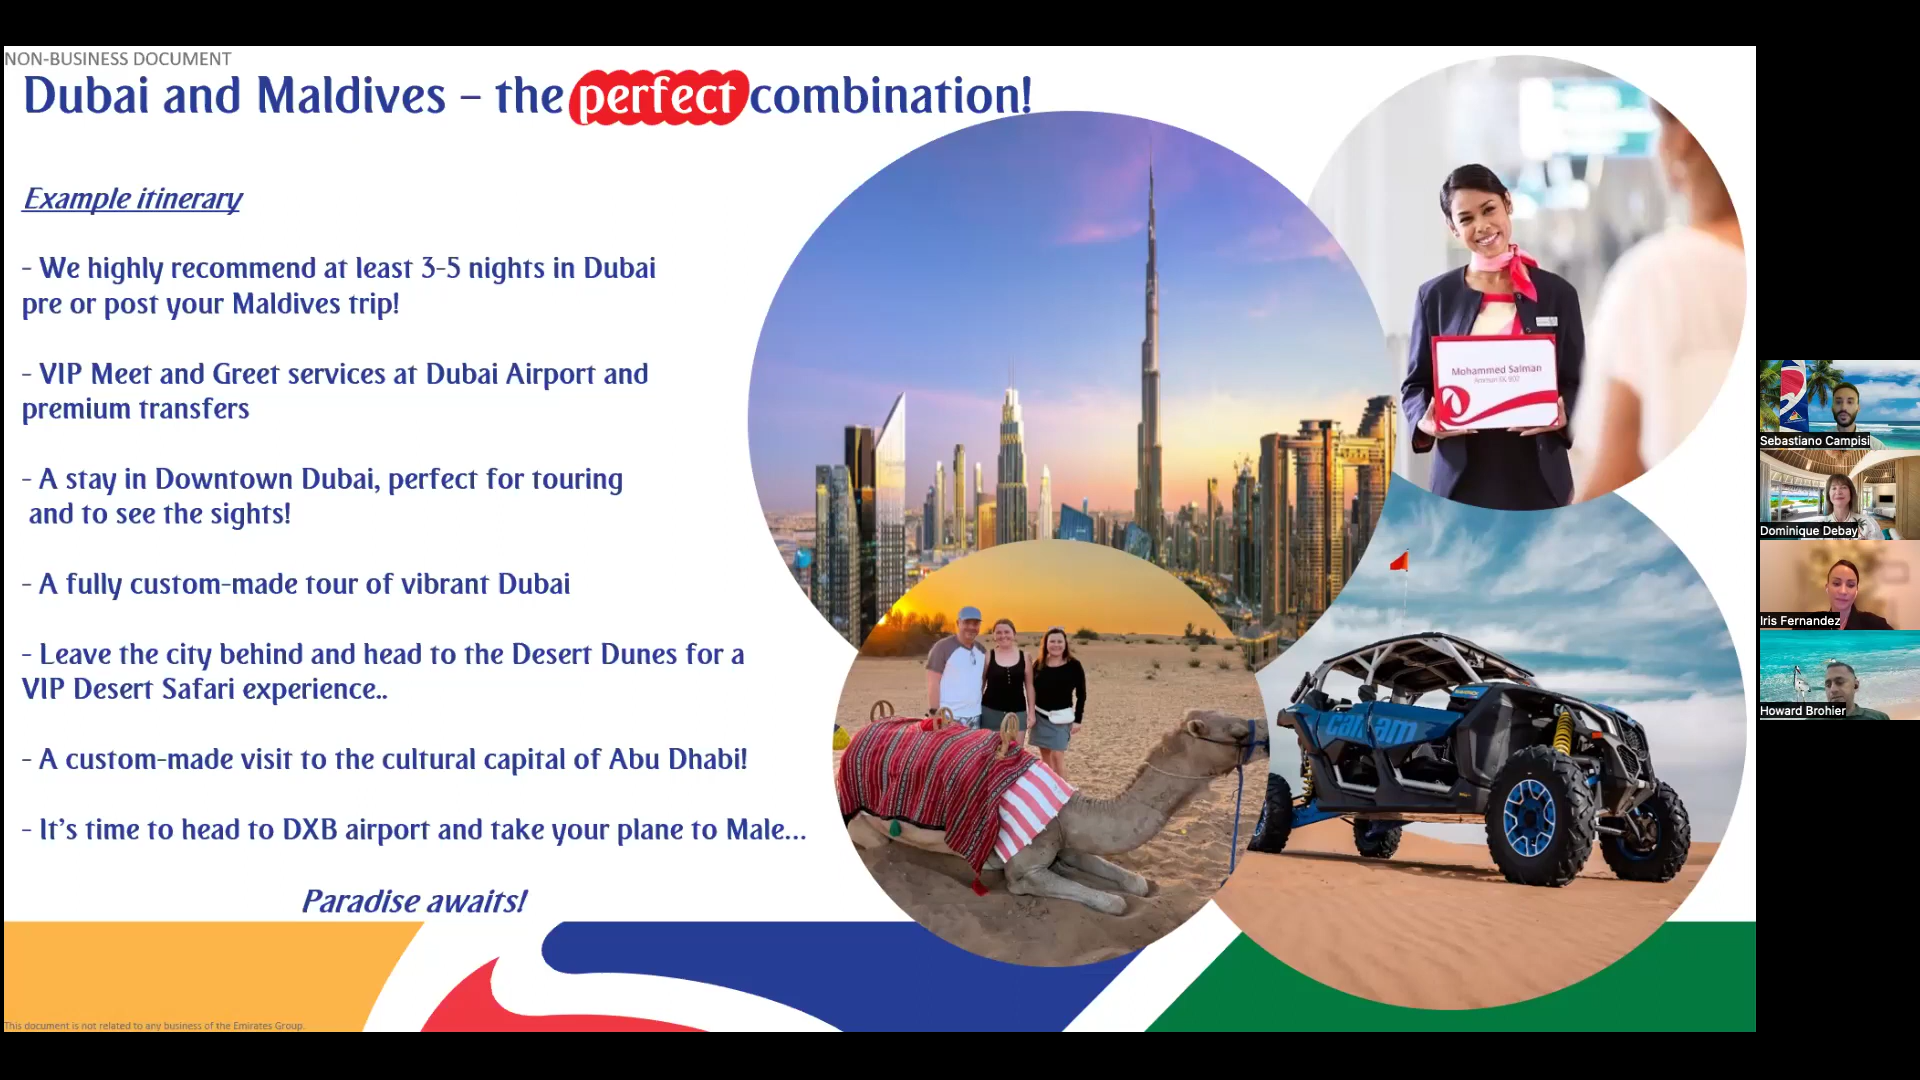 NON-BUSINESS DOCUMENT
Dubai and Maldives – the perfect combination!
Example itinerary
- We highly recommend at least 3-5 nights in Dubai
pre or post your Maldives trip!
- VIP Meet and Greet services at Dubai Airport and
premium transfers
- A stay in Downtown Dubai, perfect for touring
and to see the sights!
- A fully custom-made tour of vibrant Dubai
- Leave the city behind and head to the Desert Dunes for a
VIP Desert Safari experience..
- A custom-made visit to the cultural capital of Abu Dhabi!
- It's time to head to DXB airport and take your plane to Male...
Paradise awaits!
This document is not related to any business of the Emirates Group.
Mohammed Salman
Amman EK 902
can-am
Sebastiano Campisi
Dominique Debay
Iris Fernandez
Howard Brohier